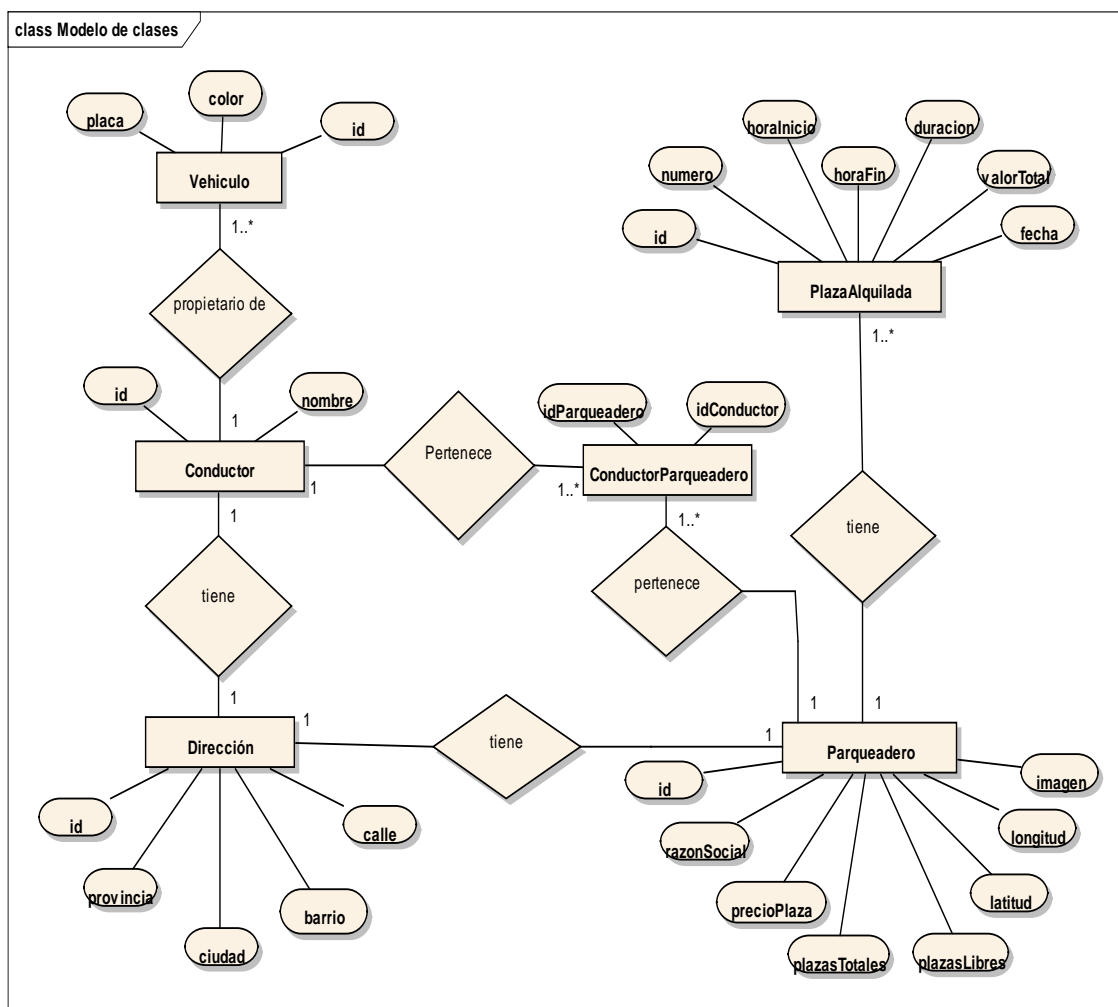 class Modelo de clases
color
placa
id
Vehiculo
1..*
propietario de
1
horaInicio
duracion
numero
horaFin
valorTotal
id
fecha
PlazaAlquilada
1..*
id
nombre
Conductor
1
1
Pertenece
idParqueadero
idConductor
ConductorParqueadero
1..*
1..*
tiene
pertenece
tiene
1
1
1
1
Dirección
tiene
1
Parqueadero
id
provincia
ciudad
barrio
calle
id
razonSocial
precioPlaza
plazasTotales
plazasLibres
latitud
longitud
imagen